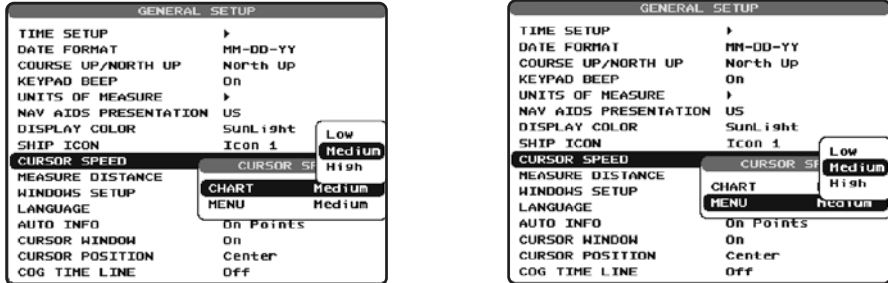 GENERAL SETUP
TIME SETUP
DATE FORMAT MM-DD-YY
COURSE UP/NORTH UP North Up
KEYPAD BEEP On
UNITS OF MEASURE
NAV AIDS PRESENTATION US
DISPLAY COLOR SunLight
SHIP ICON Icon 1
CURSOR SPEED
MEASURE DISTANCE
WINDOWS SETUP
LANGUAGE
AUTO INFO On Points
CURSOR WINDOW On
CURSOR POSITION Center
COG TIME LINE Off
CURSOR
CHART Medium
MENU Medium
Low
Medium
High
GENERAL SETUP
TIME SETUP
DATE FORMAT MM-DD-YY
COURSE UP/NORTH UP North Up
KEYPAD BEEP On
UNITS OF MEASURE
NAV AIDS PRESENTATION US
DISPLAY COLOR SunLight
SHIP ICON Icon 1
CURSOR SPEED
MEASURE DISTANCE
WINDOWS SETUP
LANGUAGE
AUTO INFO On Points
CURSOR WINDOW On
CURSOR POSITION Center
COG TIME LINE Off
CURSOR
CHART
MENU Medium
Low
Medium
High